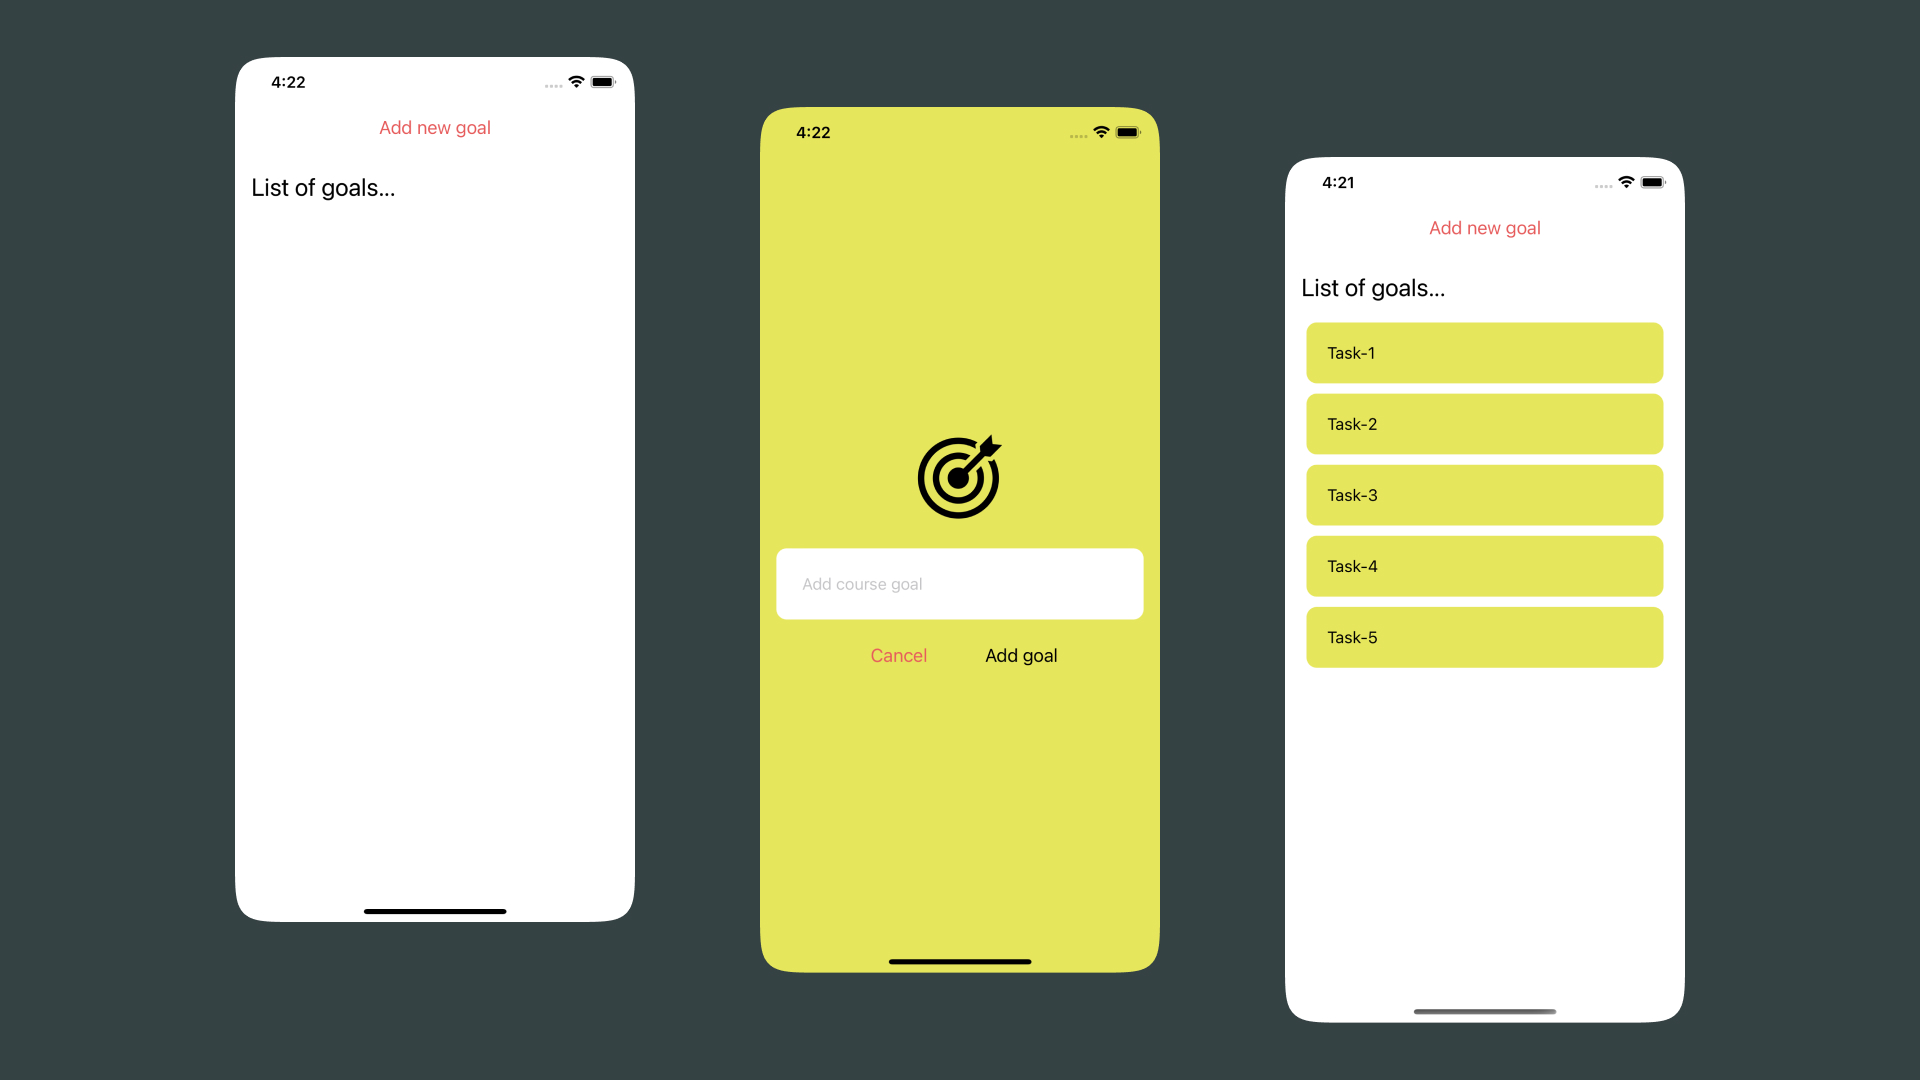 4:22
Add new goal
List of goals...
4:22
Add course goal
Cancel
Add goal
4:21
Add new goal
List of goals...
Task-1
Task-2
Task-3
Task-4
Task-5